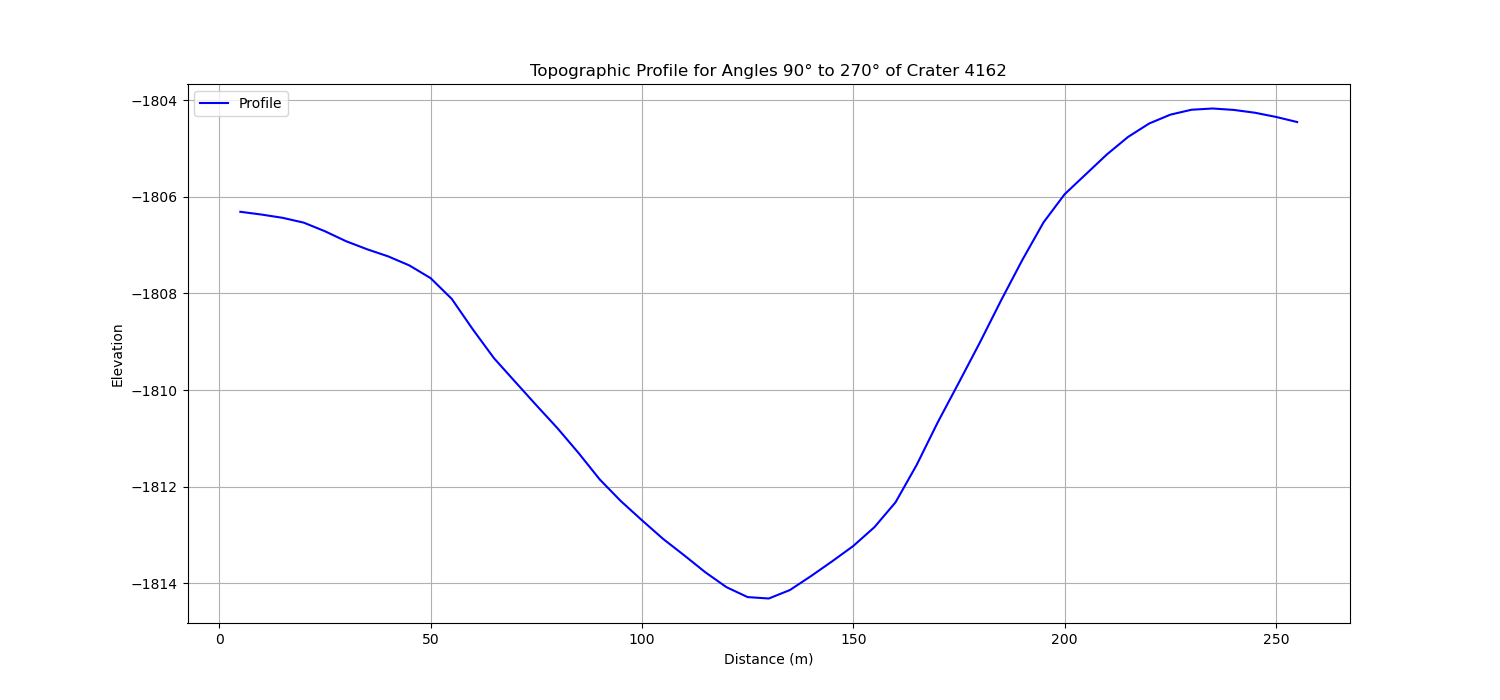 Topographic Profile for Angles 90° to 270° of Crater 4162
Profile
Elevation
−1804
−1806
−1808
−1810
−1812
−1814
0 50 100 150 200 250
Distance (m)